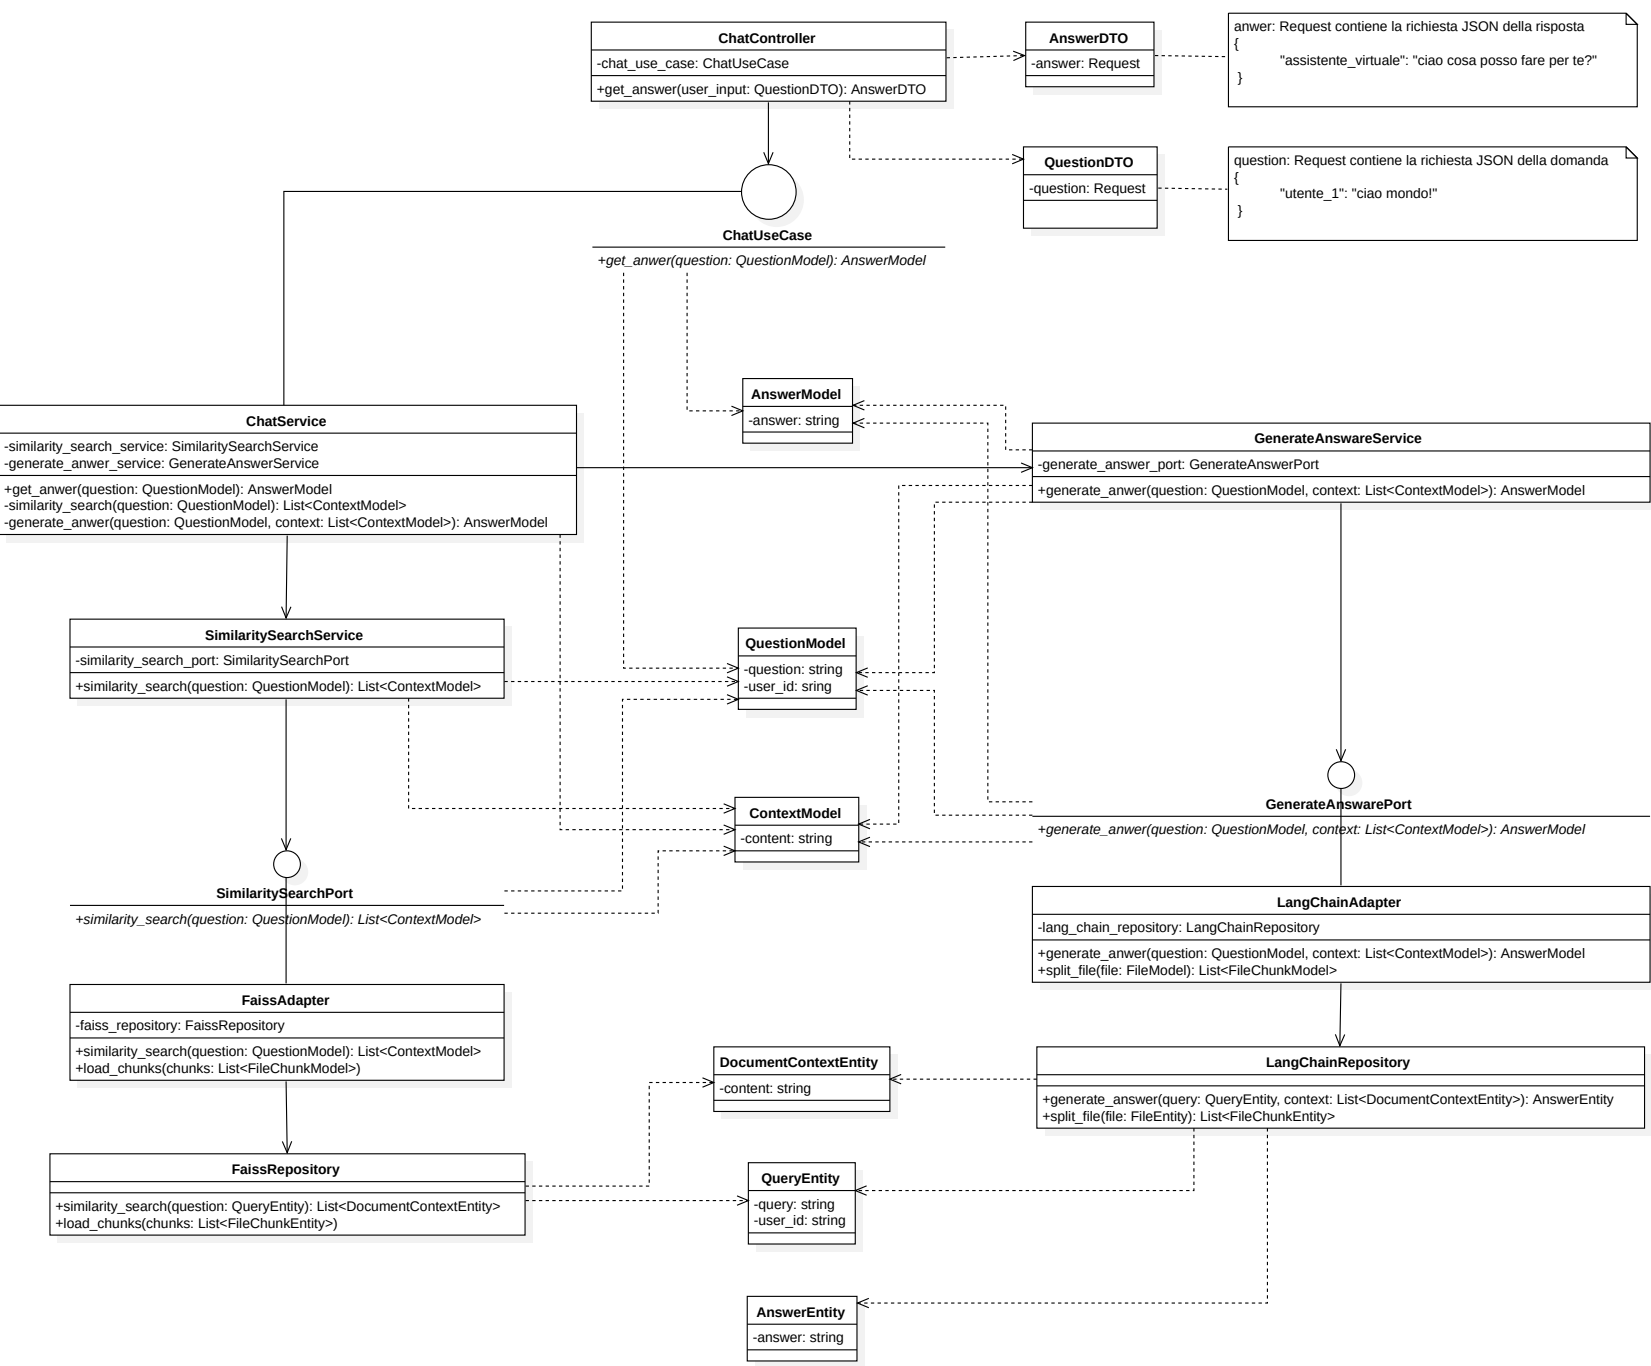 ChatController
-chat_use_case: ChatUseCase
+get_answer(user_input: QuestionDTO): AnswerDTO
AnswerDTO
-answer: Request
anwer: Request contiene la richiesta JSON della risposta
{
"assistente_virtuale": "ciao cosa posso fare per te?"
}
QuestionDTO
-question: Request
question: Request contiene la richiesta JSON della domanda
{
"utente_1": "ciao mondo!"
}
ChatUseCase
+get_anwer(question: QuestionModel): AnswerModel
AnswerModel
-answer: string
ChatService
-similarity_search_service: SimilaritySearchService
-generate_anwer_service: GenerateAnswerService
+get_anwer(question: QuestionModel): AnswerModel
-similarity_search(question: QuestionModel): List<ContextModel>
-generate_anwer(question: QuestionModel, context: List<ContextModel>): AnswerModel
GenerateAnswareService
-generate_answer_port: GenerateAnswerPort
+generate_anwer(question: QuestionModel, context: List<ContextModel>): AnswerModel
SimilaritySearchService
-similarity_search_port: SimilaritySearchPort
+similarity_search(question: QuestionModel): List<ContextModel>
QuestionModel
-question: string
-user_id: sring
ContextModel
-content: string
GenerateAnswarePort
+generate_anwer(question: QuestionModel, context: List<ContextModel>): AnswerModel
SimilaritySearchPort
+similarity_search(question: QuestionModel): List<ContextModel>
LangChainAdapter
-lang_chain_repository: LangChainRepository
+generate_anwer(question: QuestionModel, context: List<ContextModel>): AnswerModel
+split_file(file: FileModel): List<FileChunkModel>
FaissAdapter
-faiss_repository: FaissRepository
+similarity_search(question: QuestionModel): List<ContextModel>
+load_chunks(chunks: List<FileChunkModel>)
DocumentContextEntity
-content: string
LangChainRepository
+generate_answer(query: QueryEntity, context: List<DocumentContextEntity>): AnswerEntity
+split_file(file: FileEntity): List<FileChunkEntity>
FaissRepository
+similarity_search(question: QueryEntity): List<DocumentContextEntity>
+load_chunks(chunks: List<FileChunkEntity>)
QueryEntity
-query: string
-user_id: string
AnswerEntity
-answer: string